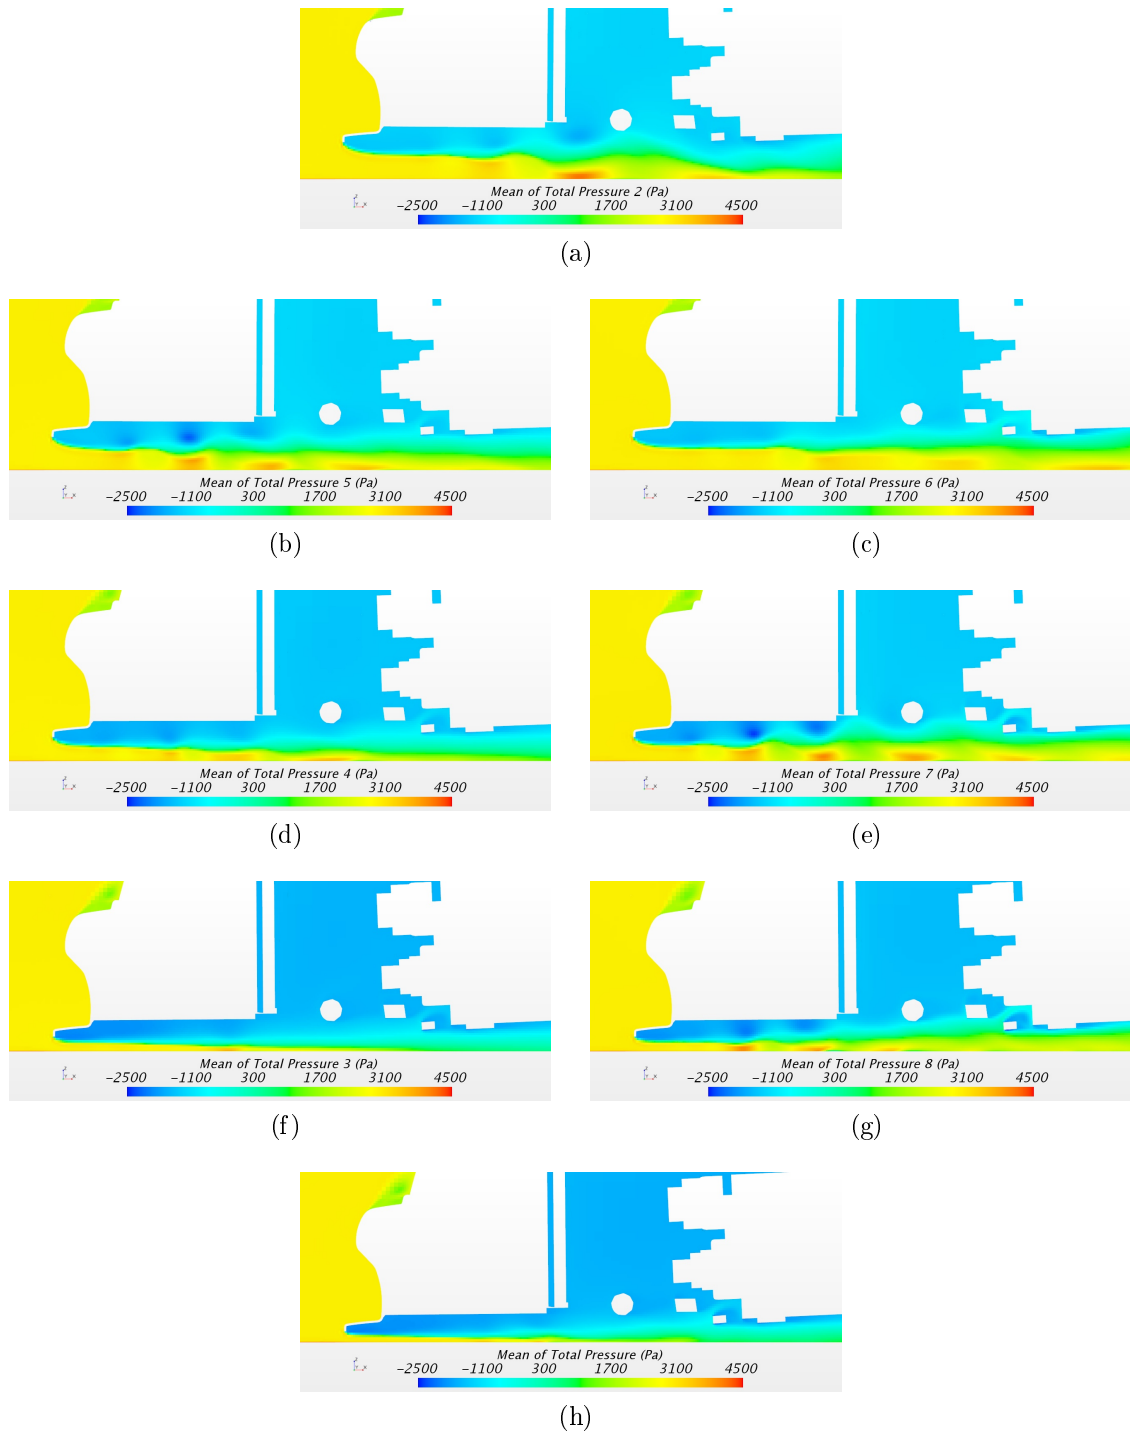 Mean of Total Pressure 2 (Pa)
-2500 -1100 300 1700 3100 4500
(a)
Mean of Total Pressure 5 (Pa)
-2500 -1100 300 1700 3100 4500
(b)
Mean of Total Pressure 6 (Pa)
-2500 -1100 300 1700 3100 4500
(c)
Mean of Total Pressure 4 (Pa)
-2500 -1100 300 1700 3100 4500
(d)
Mean of Total Pressure 7 (Pa)
-2500 -1100 300 1700 3100 4500
(e)
Mean of Total Pressure 3 (Pa)
-2500 -1100 300 1700 3100 4500
(f)
Mean of Total Pressure 8 (Pa)
-2500 -1100 300 1700 3100 4500
(g)
Mean of Total Pressure (Pa)
-2500 -1100 300 1700 3100 4500
(h)